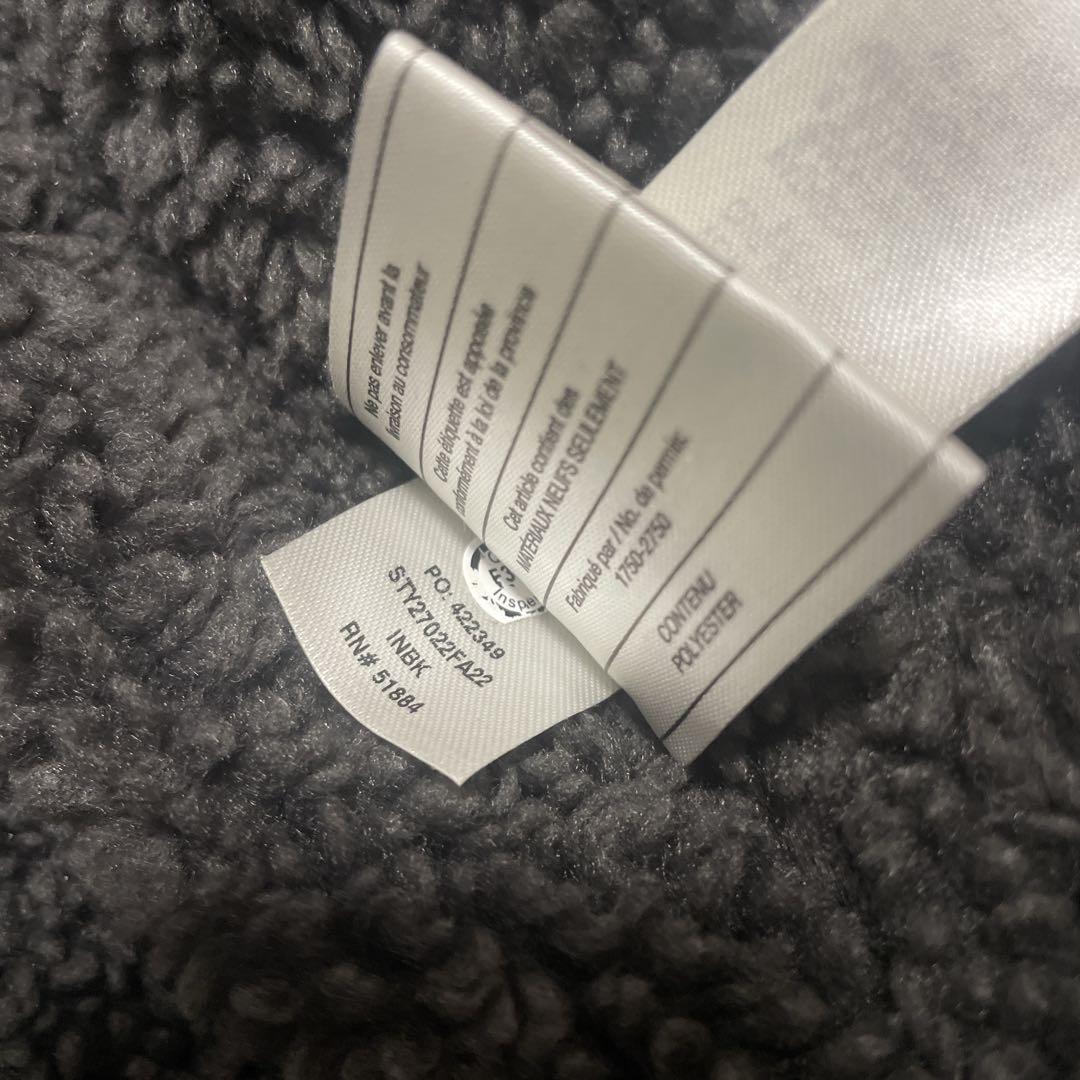 Ne pas enlever avant la
livraison au consommateur
Cette étiquette est apposée
conformément à la loi de la province
Cet article contient des
MATERIAUX NEUFS SEULEMENT
Fabriqué par / No. de permis:
1750-2750
CONTENU
POLYESTER
Inspe
PO: 422349
STY27022FA22
INBK
RN# 51884